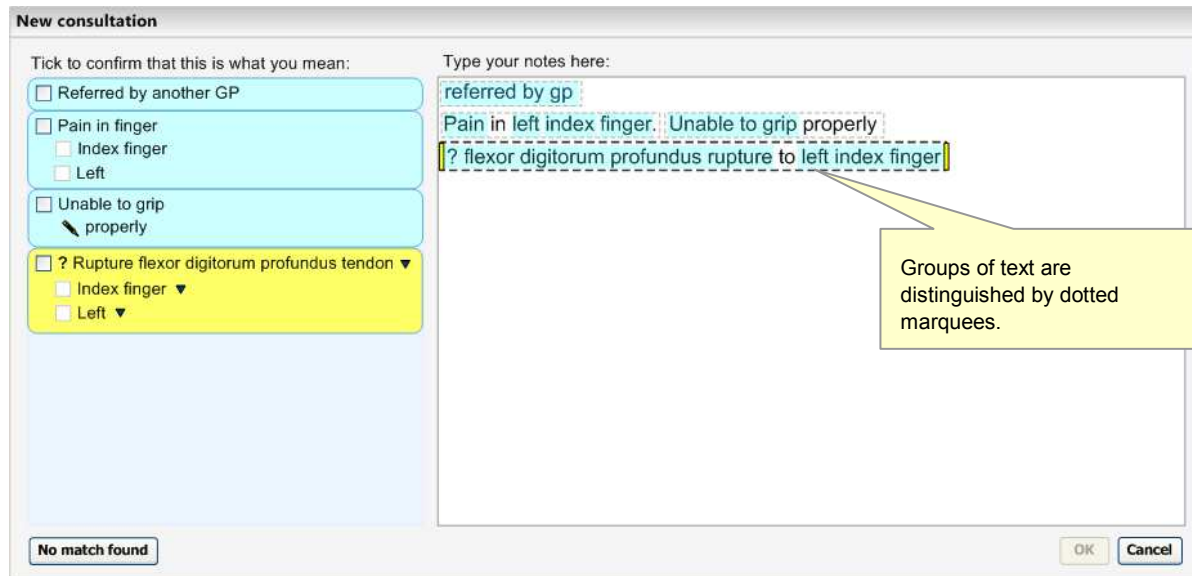 New consultation
Tick to confirm that this is what you mean:
Referred by another GP
Pain in finger
Index finger
Left
Unable to grip
properly
? Rupture flexor digitorum profundus tendon
Index finger
Left
No match found
Type your notes here:
referred by gp
Pain in left index finger. Unable to grip properly
? flexor digitorum profundus rupture to left index finger
Groups of text are
distinguished by dotted
marquees.
OK
Cancel